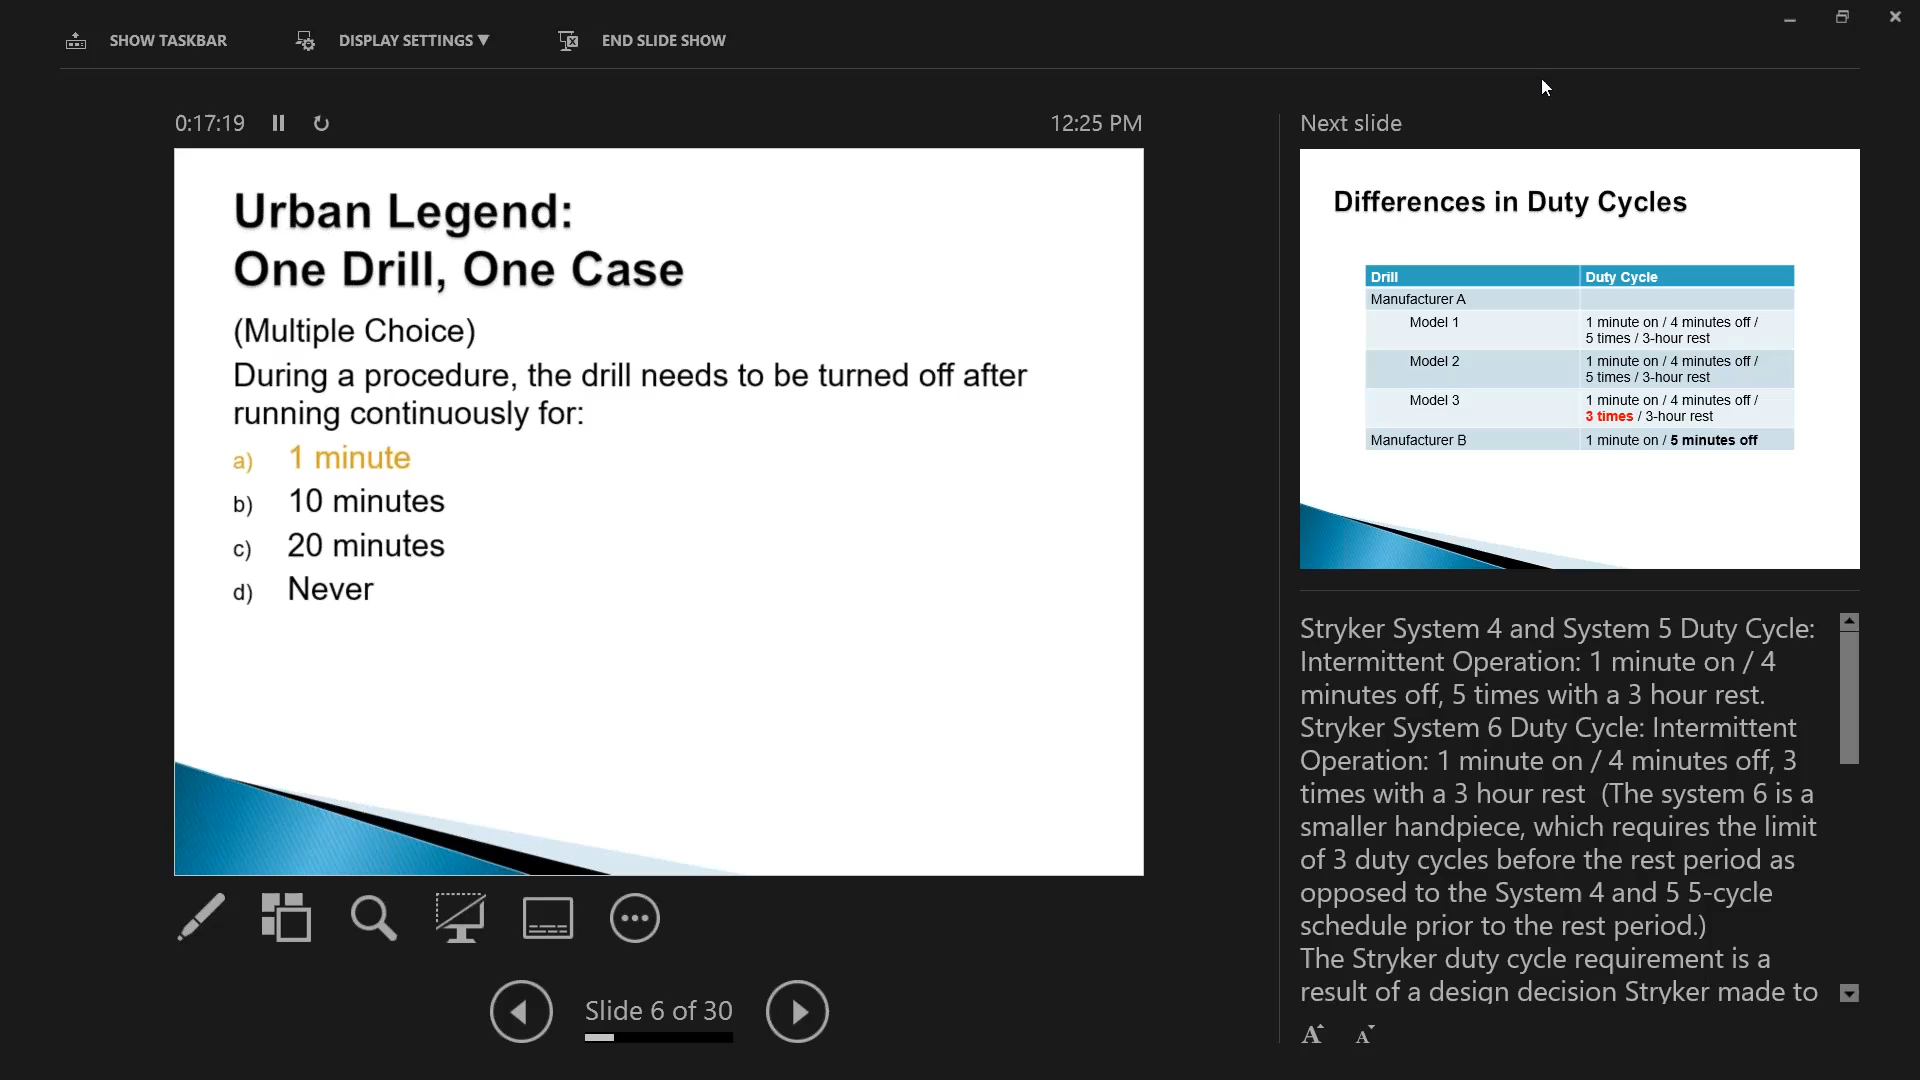 SHOW TASKBAR
DISPLAY SETTINGS ▼
END SLIDE SHOW
0:17:19
12:25 PM
Urban Legend:
One Drill, One Case
(Multiple Choice)
During a procedure, the drill needs to be turned off after
running continuously for:
a) 1 minute
b) 10 minutes
c) 20 minutes
d) Never
Slide 6 of 30
Next slide
Differences in Duty Cycles
Drill Duty Cycle
Manufacturer A
Model 1 1 minute on / 4 minutes off /
5 times / 3-hour rest
Model 2 1 minute on / 4 minutes off /
5 times / 3-hour rest
Model 3 1 minute on / 4 minutes off /
3 times / 3-hour rest
Manufacturer B 1 minute on / 5 minutes off
Stryker System 4 and System 5 Duty Cycle:
Intermittent Operation: 1 minute on / 4
minutes off, 5 times with a 3 hour rest.
Stryker System 6 Duty Cycle: Intermittent
Operation: 1 minute on / 4 minutes off, 3
times with a 3 hour rest (The system 6 is a
smaller handpiece, which requires the limit
of 3 duty cycles before the rest period as
opposed to the System 4 and 5 5-cycle
schedule prior to the rest period.)
The Stryker duty cycle requirement is a
result of a design decision Stryker made to
A A